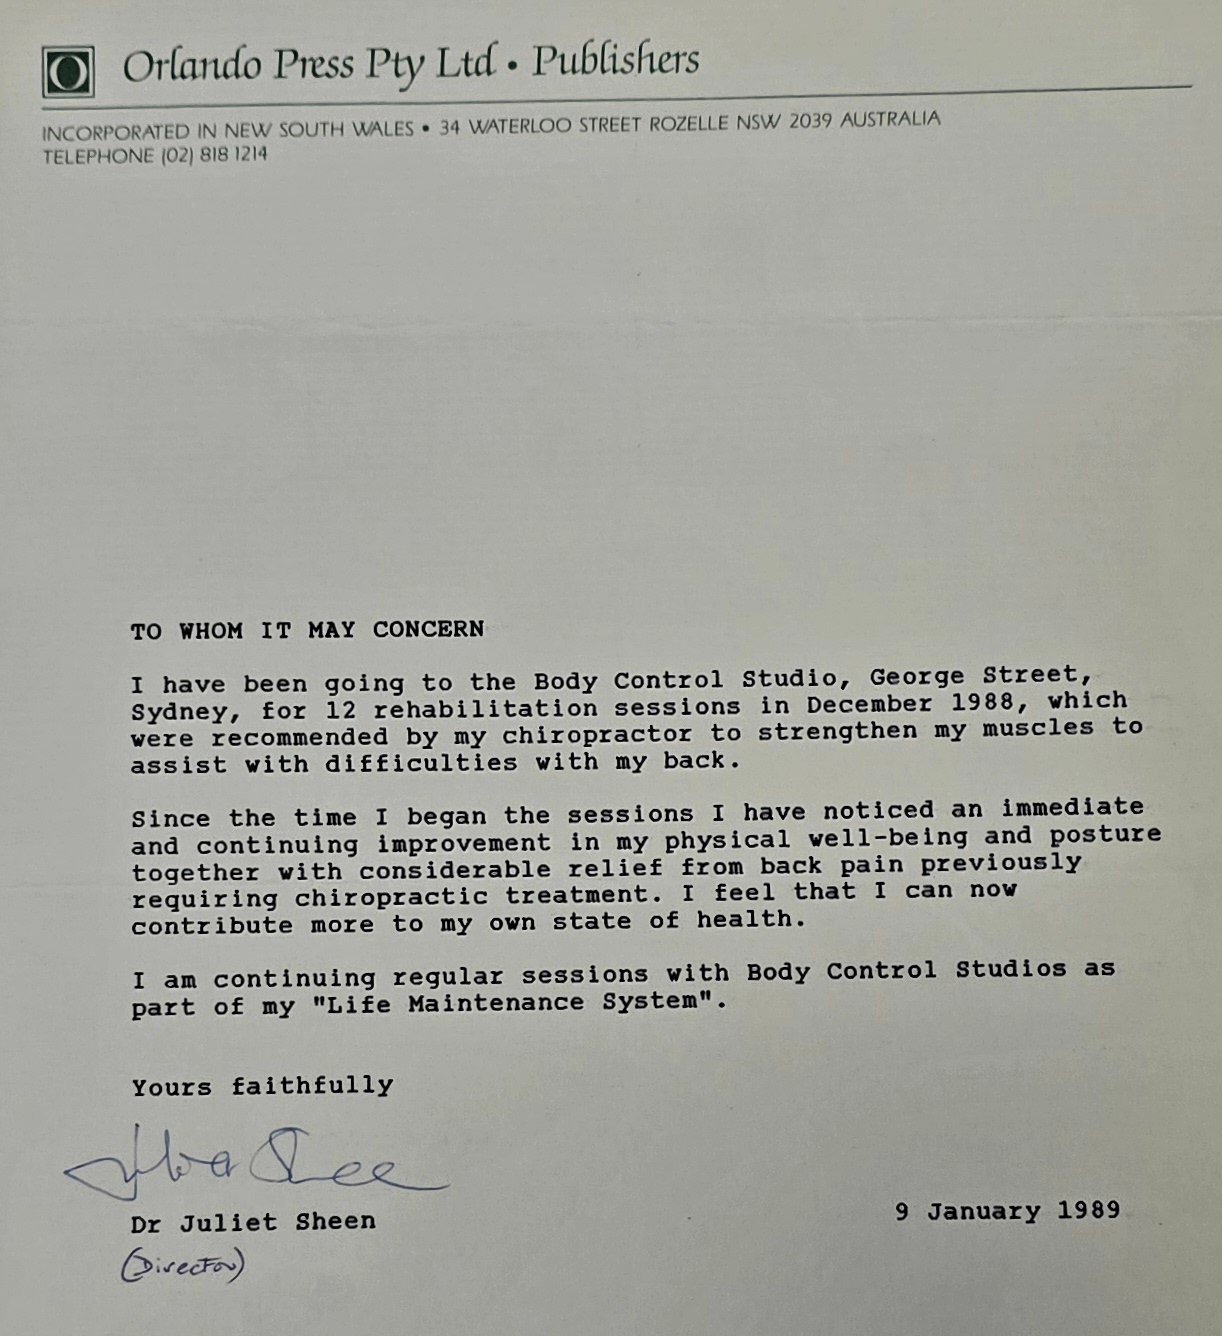 Orlando Press Pty Ltd • Publishers
INCORPORATED IN NEW SOUTH WALES • 34 WATERLOO STREET ROZELLE NSW 2039 AUSTRALIA
TELEPHONE (02) 818 1214
TO WHOM IT MAY CONCERN
I have been going to the Body Control Studio, George Street,
Sydney, for 12 rehabilitation sessions in December 1988, which
were recommended by my chiropractor to strengthen my muscles to
assist with difficulties with my back.
Since the time I began the sessions I have noticed an immediate
and continuing improvement in my physical well-being and posture
together with considerable relief from back pain previously
requiring chiropractic treatment. I feel that I can now
contribute more to my own state of health.
I am continuing regular sessions with Body Control Studios as
part of my "Life Maintenance System".
Yours faithfully
Dr Juliet Sheen
9 January 1989
(Director)